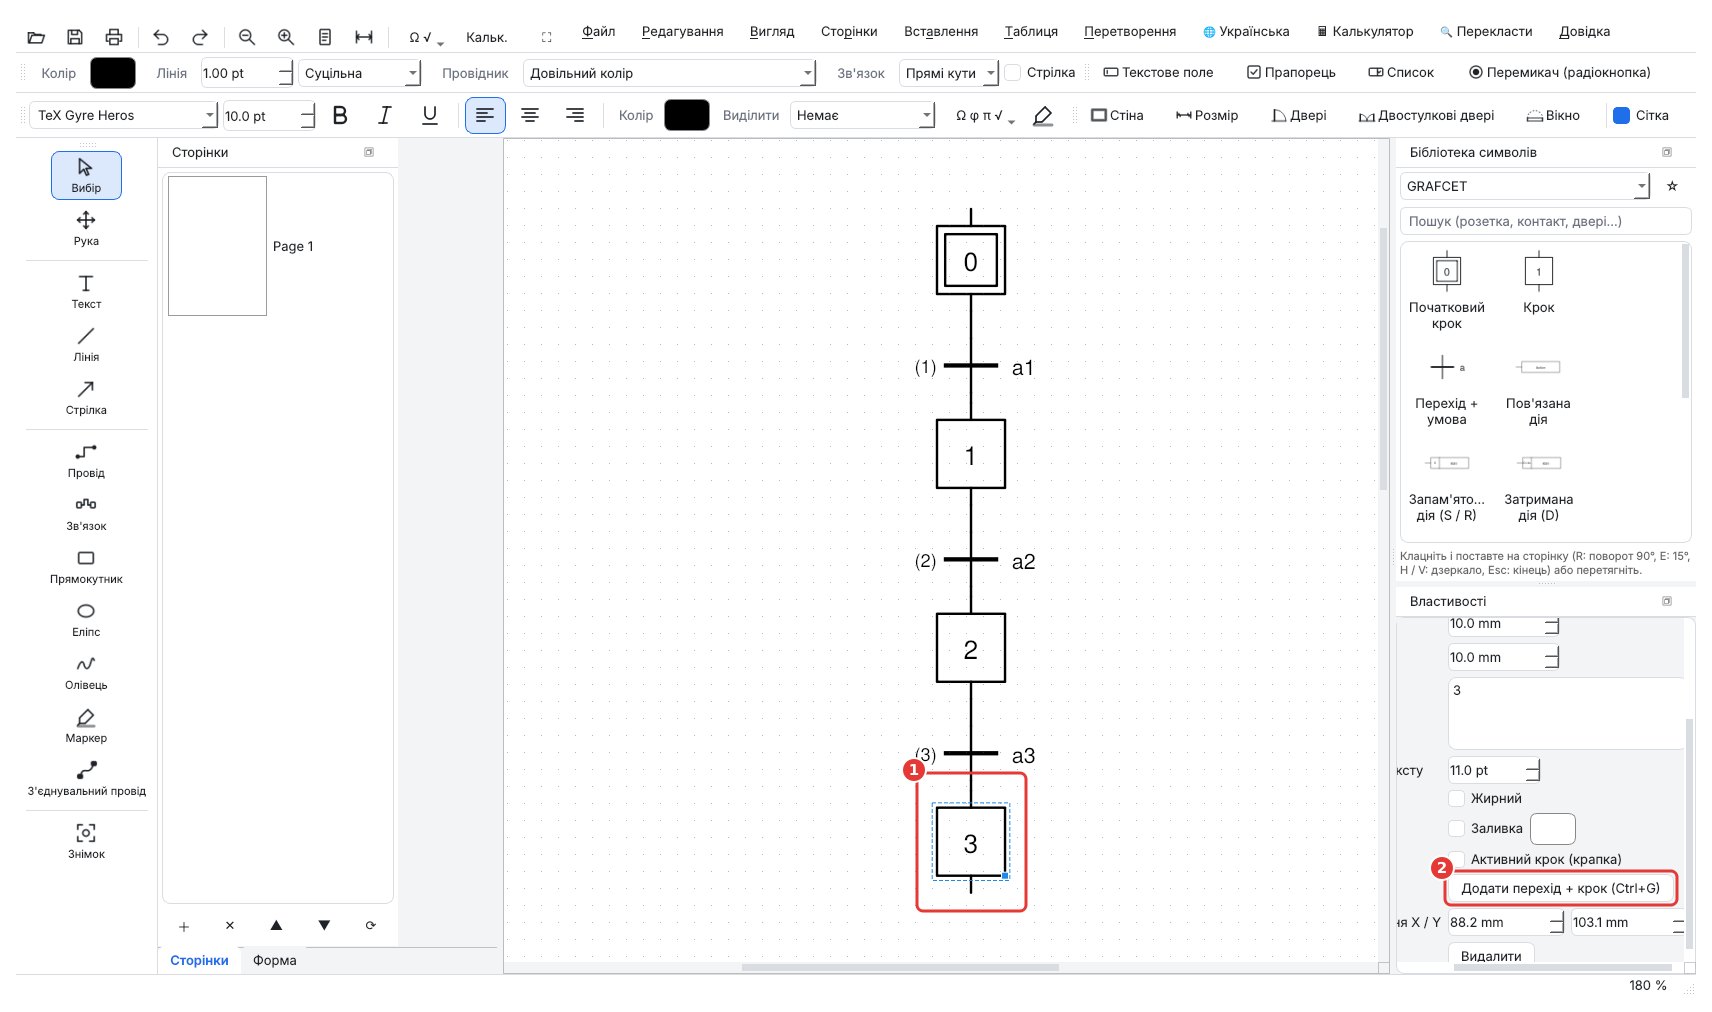 Ω √
Кальк.
Файл
Редагування
Вигляд
Сторінки
Вставлення
Таблиця
Перетворення
Українська
Калькулятор
Перекласти
Довідка
Колір
Лінія
1.00 pt
Суцільна
Провідник
Довільний колір
Зв'язок
Прямі кути
Стрілка
Текстове поле
Прапорець
Список
Перемикач (радіокнопка)
TeX Gyre Heros
10.0 pt
B
I
U
Колір
Виділити
Немає
Ω φ π √
Стіна
Розмір
Двері
Двостулкові двері
Вікно
Сітка
Вибір
Рука
Текст
Лінія
Стрілка
Провід
Зв'язок
Прямокутник
Еліпс
Олівець
Маркер
З'єднувальний провід
Знімок
Сторінки
Page 1
Сторінки
Форма
0
(1)
a1
1
(2)
a2
2
(3)
a3
1
3
Бібліотека символів
GRAFCET
Пошук (розетка, контакт, двері...)
0
Початковий
крок
1
Крок
a
Перехід +
умова
Пов'язана
дія
Запам'ято...
дія (S / R)
Затримана
дія (D)
Клацніть і поставте на сторінку (R: поворот 90°, E: 15°,
H / V: дзеркало, Esc: кінець) або перетягніть.
Властивості
10.0 mm
10.0 mm
3
ксту
11.0 pt
Жирний
Заливка
Активний крок (крапка)
2
Додати перехід + крок (Ctrl+G)
ня X / Y
88.2 mm
103.1 mm
Видалити
180 %